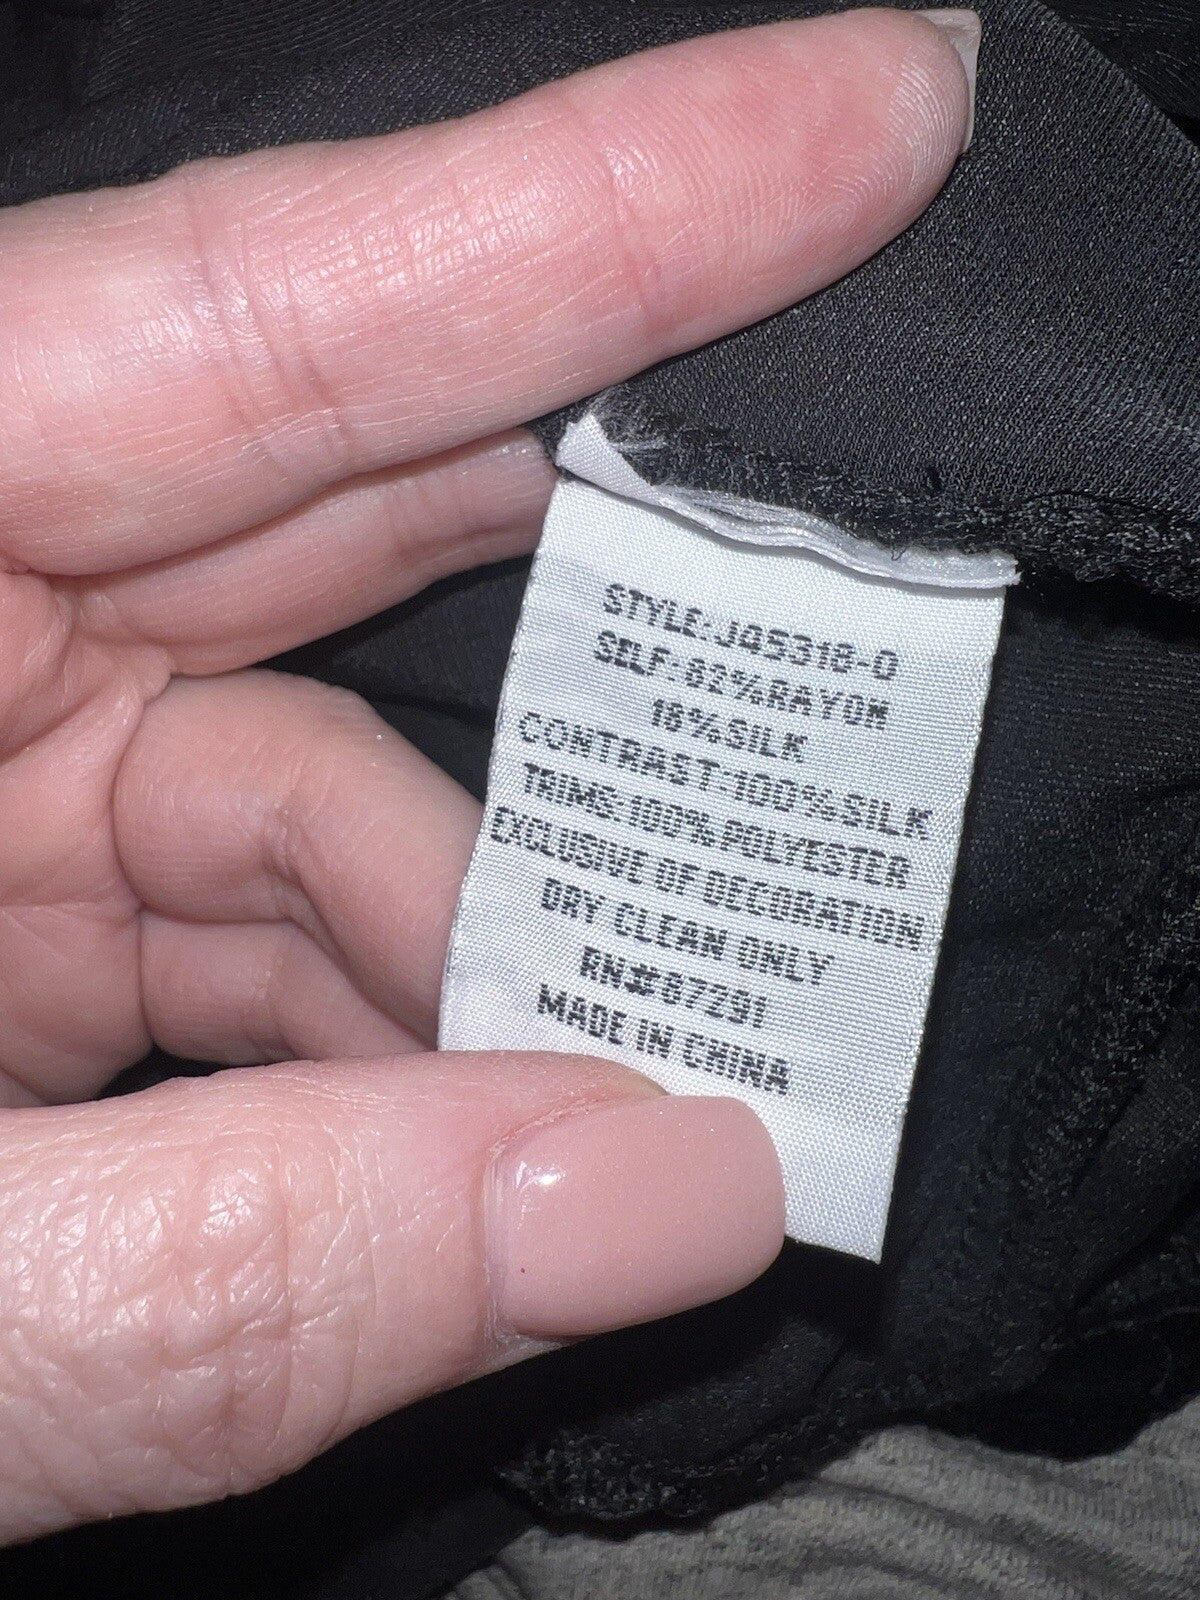 STYLE:JQ5318-0
SELF:82%RAYON
18%SILK
CONTRAST:100%SILK
TRIMS:100%POLYESTER
EXCLUSIVE OF DECORATION
DRY CLEAN ONLY
RN#87291
MADE IN CHINA